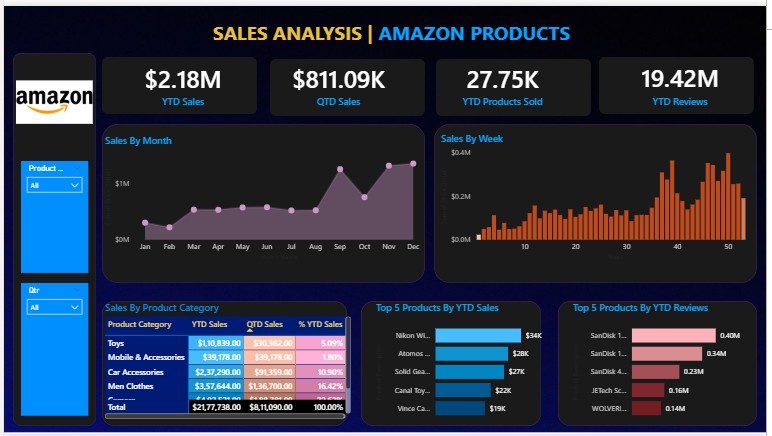 SALES ANALYSIS | AMAZON PRODUCTS
amazon
$2.18M
YTD Sales
$811.09K
QTD Sales
27.75K
YTD Products Sold
19.42M
YTD Reviews
Product ...
All
Qtr
All
Sales By Month
$1M
$0M
Jan Feb Mar Apr May Jun Jul Aug Sep Oct Nov Dec
Sales By Week
$0.4M
$0.2M
$0.0M
10 20 30 40 50
Sales By Product Category
Product Category YTD Sales QTD Sales % YTD Sales
Toys $1,10,839.00 $30,382.00 5.09%
Mobile & Accessories $39,178.00 $39,178.00 1.80%
Car Accessories $2,37,290.00 $91,359.00 10.90%
Men Clothes $3,57,644.00 $1,36,700.00 16.42%
Total $21,77,738.00 $8,11,090.00 100.00%
Top 5 Products By YTD Sales
Nikon Wi... $34K
Atomos ... $28K
Solid Gea... $27K
Canal Toy... $22K
Vince Ca... $19K
Top 5 Products By YTD Reviews
SanDisk 1... 0.40M
SanDisk 1... 0.34M
SanDisk 4... 0.23M
JETech Sc... 0.16M
WOLVERI... 0.14M